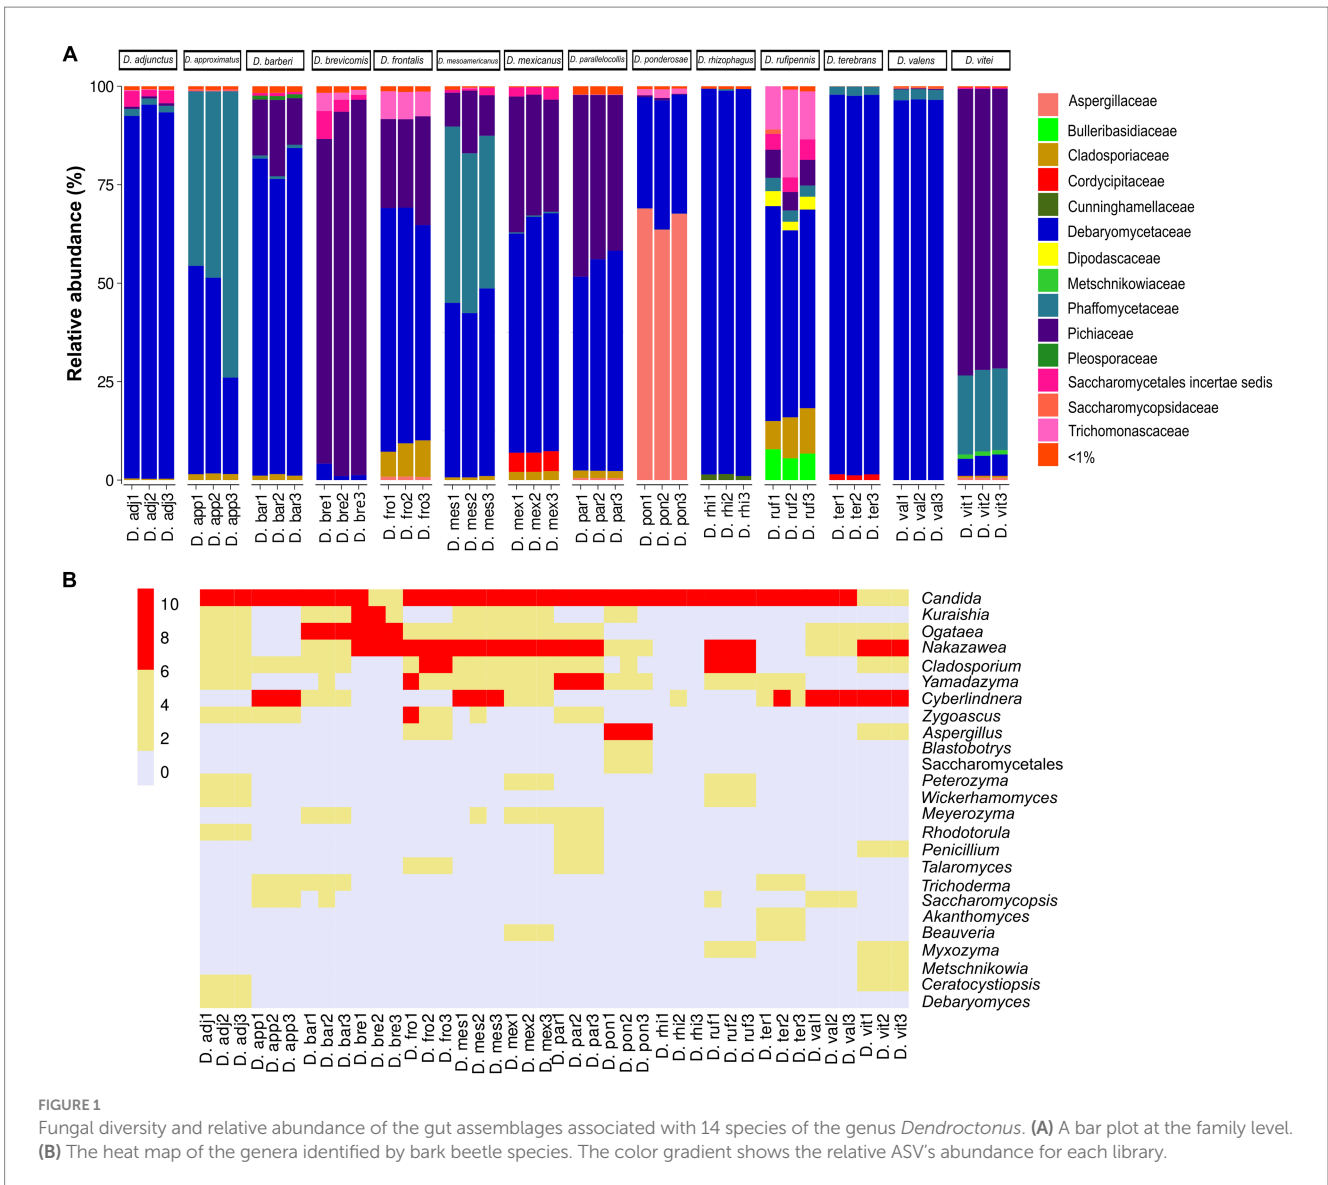 A
D. adjunctus D. approximatus D. barberi D. brevicomis D. frontalis D. mesoamericanus D. mexicanus D. parallelocollis D. ponderosae D. rhizophagus D. rufipennis D. terebrans D. valens D. vitei
Relative abundance (%)
100
75
50
25
0
D. adj1 D. adj2 D. adj3 D. app1 D. app2 D. app3 D. bar1 D. bar2 D. bar3 D. bre1 D. bre2 D. bre3 D. fro1 D. fro2 D. fro3 D. mes1 D. mes2 D. mes3 D. mex1 D. mex2 D. mex3 D. par1 D. par2 D. par3 D. pon1 D. pon2 D. pon3 D. rhi1 D. rhi2 D. rhi3 D. ruf1 D. ruf2 D. ruf3 D. ter1 D. ter2 D. ter3 D. val1 D. val2 D. val3 D. vit1 D. vit2 D. vit3
Aspergillaceae
Bulleribasidiaceae
Cladosporiaceae
Cordycipitaceae
Cunninghamellaceae
Debaryomycetaceae
Dipodascaceae
Metschnikowiaceae
Phaffomycetaceae
Pichiaceae
Pleosporaceae
Saccharomycetales incertae sedis
Saccharomycopsidaceae
Trichomonascaceae
<1%
B
10
8
6
4
2
0
Candida
Kuraishia
Ogataea
Nakazawea
Cladosporium
Yamadazyma
Cyberlindnera
Zygoascus
Aspergillus
Blastobotrys
Saccharomycetales
Peterozyma
Wickerhamomyces
Meyerozyma
Rhodotorula
Penicillium
Talaromyces
Trichoderma
Saccharomycopsis
Akanthomyces
Beauveria
Myxozyma
Metschnikowia
Ceratocystiopsis
Debaryomyces
D. adj1 D. adj2 D. adj3 D. app1 D. app2 D. app3 D. bar1 D. bar2 D. bar3 D. bre1 D. bre2 D. bre3 D. fro1 D. fro2 D. fro3 D. mes1 D. mes2 D. mes3 D. mex1 D. mex2 D. mex3 D. par1 D. par2 D. par3 D. pon1 D. pon2 D. pon3 D. rhi1 D. rhi2 D. rhi3 D. ruf1 D. ruf2 D. ruf3 D. ter1 D. ter2 D. ter3 D. val1 D. val2 D. val3 D. vit1 D. vit2 D. vit3
FIGURE 1
Fungal diversity and relative abundance of the gut assemblages associated with 14 species of the genus Dendroctonus. (A) A bar plot at the family level.
(B) The heat map of the genera identified by bark beetle species. The color gradient shows the relative ASV's abundance for each library.